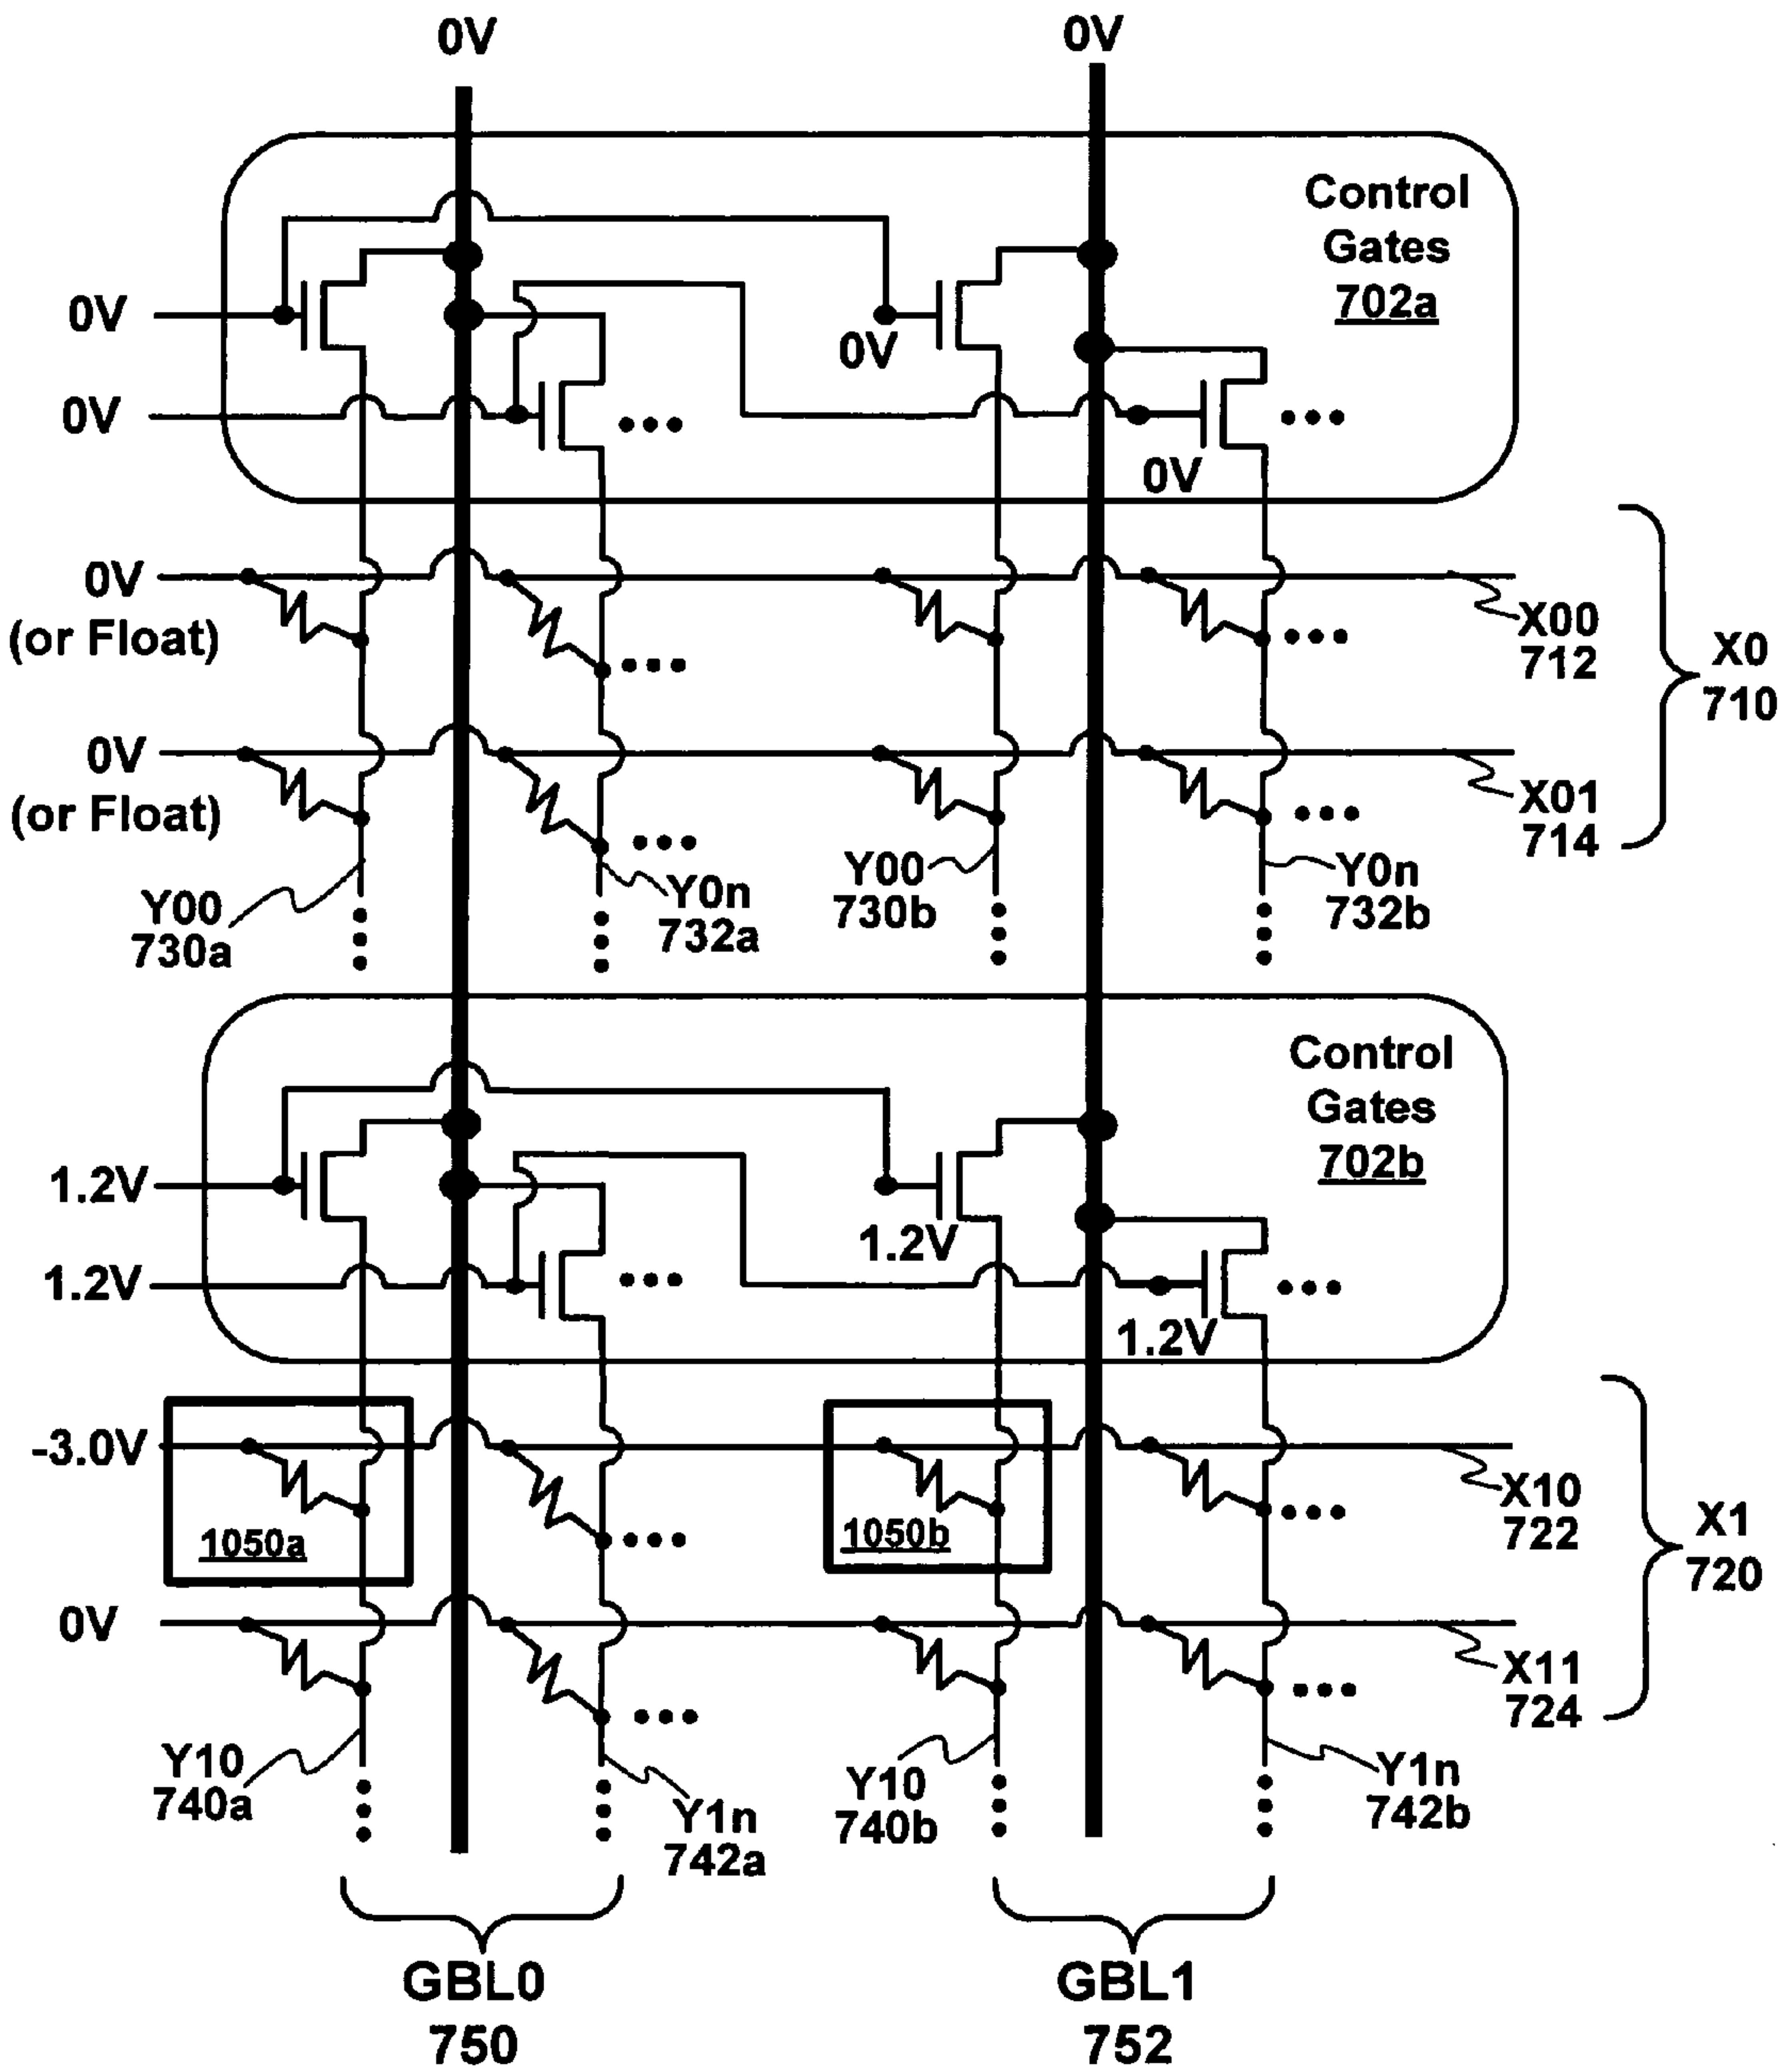 0V
0V
Control
Gates
702a
0V
0V
0V
0V
0V
(or Float)
X00
712
X0
710
0V
(or Float)
X01
714
Y00
730a
Y0n
732a
Y00
730b
Y0n
732b
Control
Gates
702b
1.2V
1.2V
1.2V
1.2V
-3.0V
1050a
1050b
X10
722
X1
720
0V
X11
724
Y10
740a
Y1n
742a
Y10
740b
Y1n
742b
GBL0
750
GBL1
752